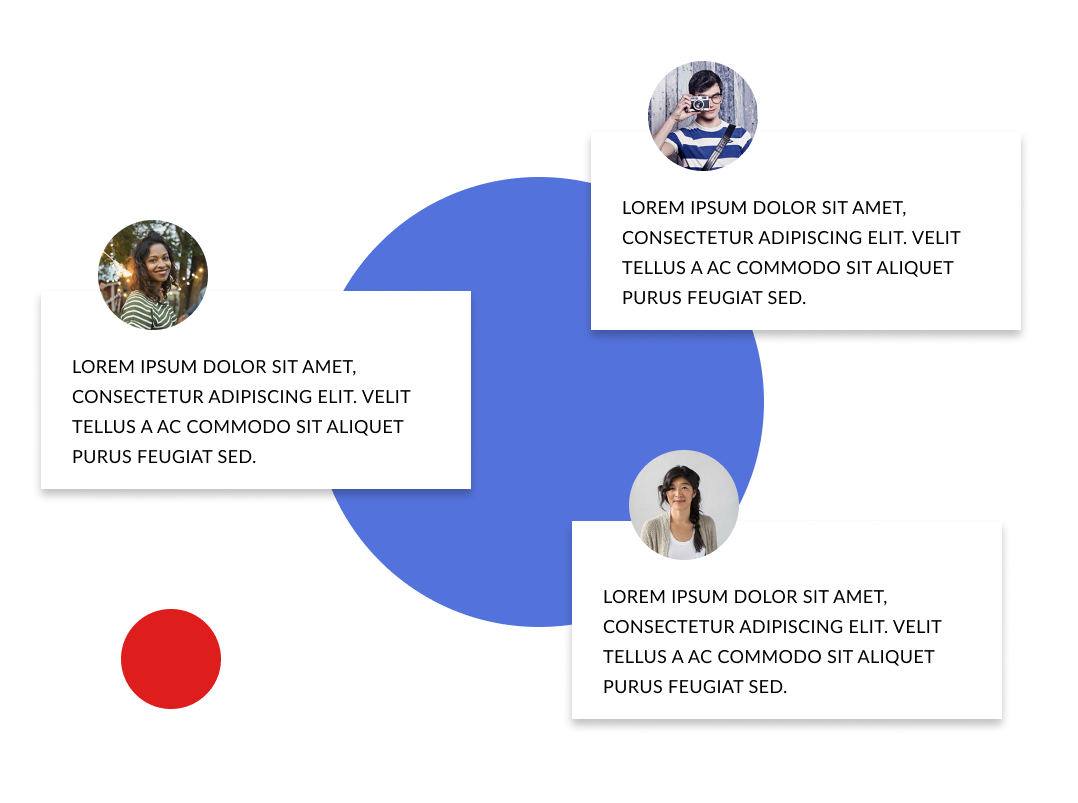 LOREM IPSUM DOLOR SIT AMET,
CONSECTETUR ADIPISCING ELIT. VELIT
TELLUS A AC COMMODO SIT ALIQUET
PURUS FEUGIAT SED.
LOREM IPSUM DOLOR SIT AMET,
CONSECTETUR ADIPISCING ELIT. VELIT
TELLUS A AC COMMODO SIT ALIQUET
PURUS FEUGIAT SED.
LOREM IPSUM DOLOR SIT AMET,
CONSECTETUR ADIPISCING ELIT. VELIT
TELLUS A AC COMMODO SIT ALIQUET
PURUS FEUGIAT SED.